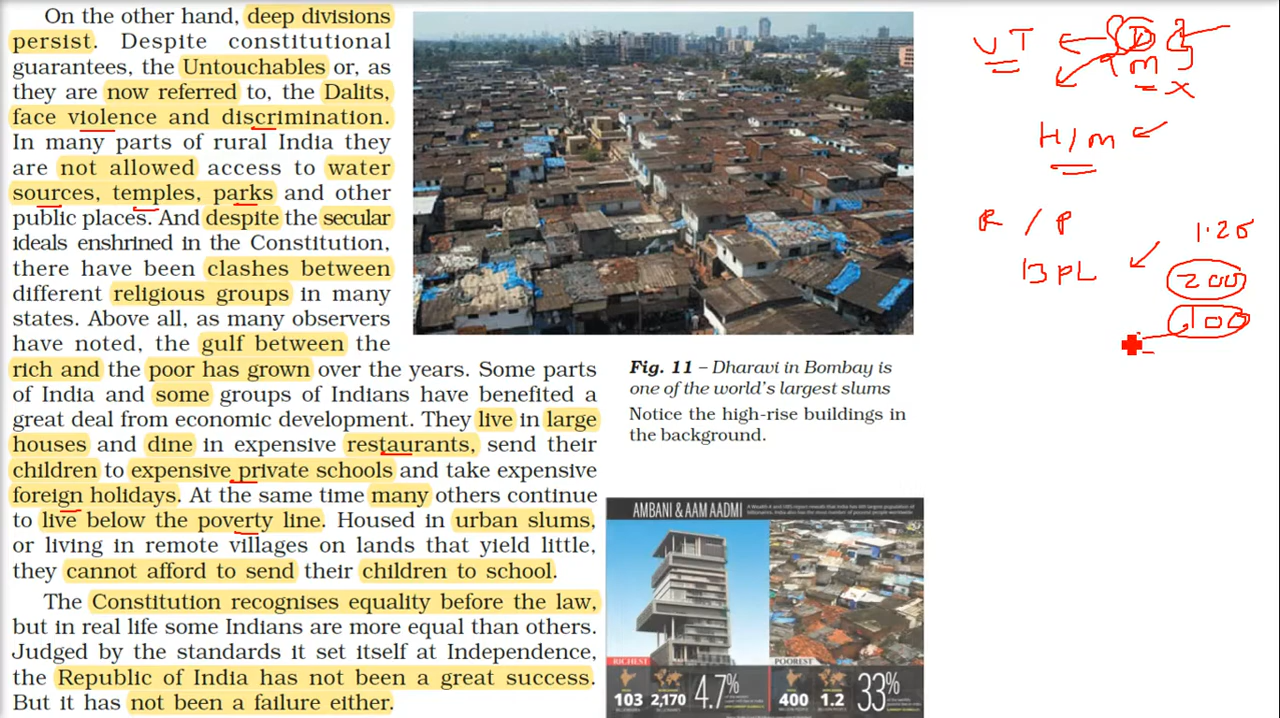 On the other hand, deep divisions
persist. Despite constitutional
guarantees, the Untouchables or, as
they are now referred to, the Dalits,
face violence and discrimination.
In many parts of rural India they
are not allowed access to water
sources, temples, parks and other
public places. And despite the secular
ideals enshrined in the Constitution,
there have been clashes between
different religious groups in many
states. Above all, as many observers
have noted, the gulf between the
rich and the poor has grown over the years. Some parts
of India and some groups of Indians have benefited a
great deal from economic development. They live in large
houses and dine in expensive restaurants, send their
children to expensive private schools and take expensive
foreign holidays. At the same time many others continue
to live below the poverty line. Housed in urban slums,
or living in remote villages on lands that yield little,
they cannot afford to send their children to school.
The Constitution recognises equality before the law,
but in real life some Indians are more equal than others.
Judged by the standards it set itself at Independence,
the Republic of India has not been a great success.
But it has not been a failure either.
Fig. 11 – Dharavi in Bombay is
one of the world's largest slums
Notice the high-rise buildings in
the background.
AMBANI & AAM AADMI
RICHEST
POOREST
103 2,170 4.7%
400 1.2 33%
UT
D
M
X
H/M
R / P
BPL
200
100